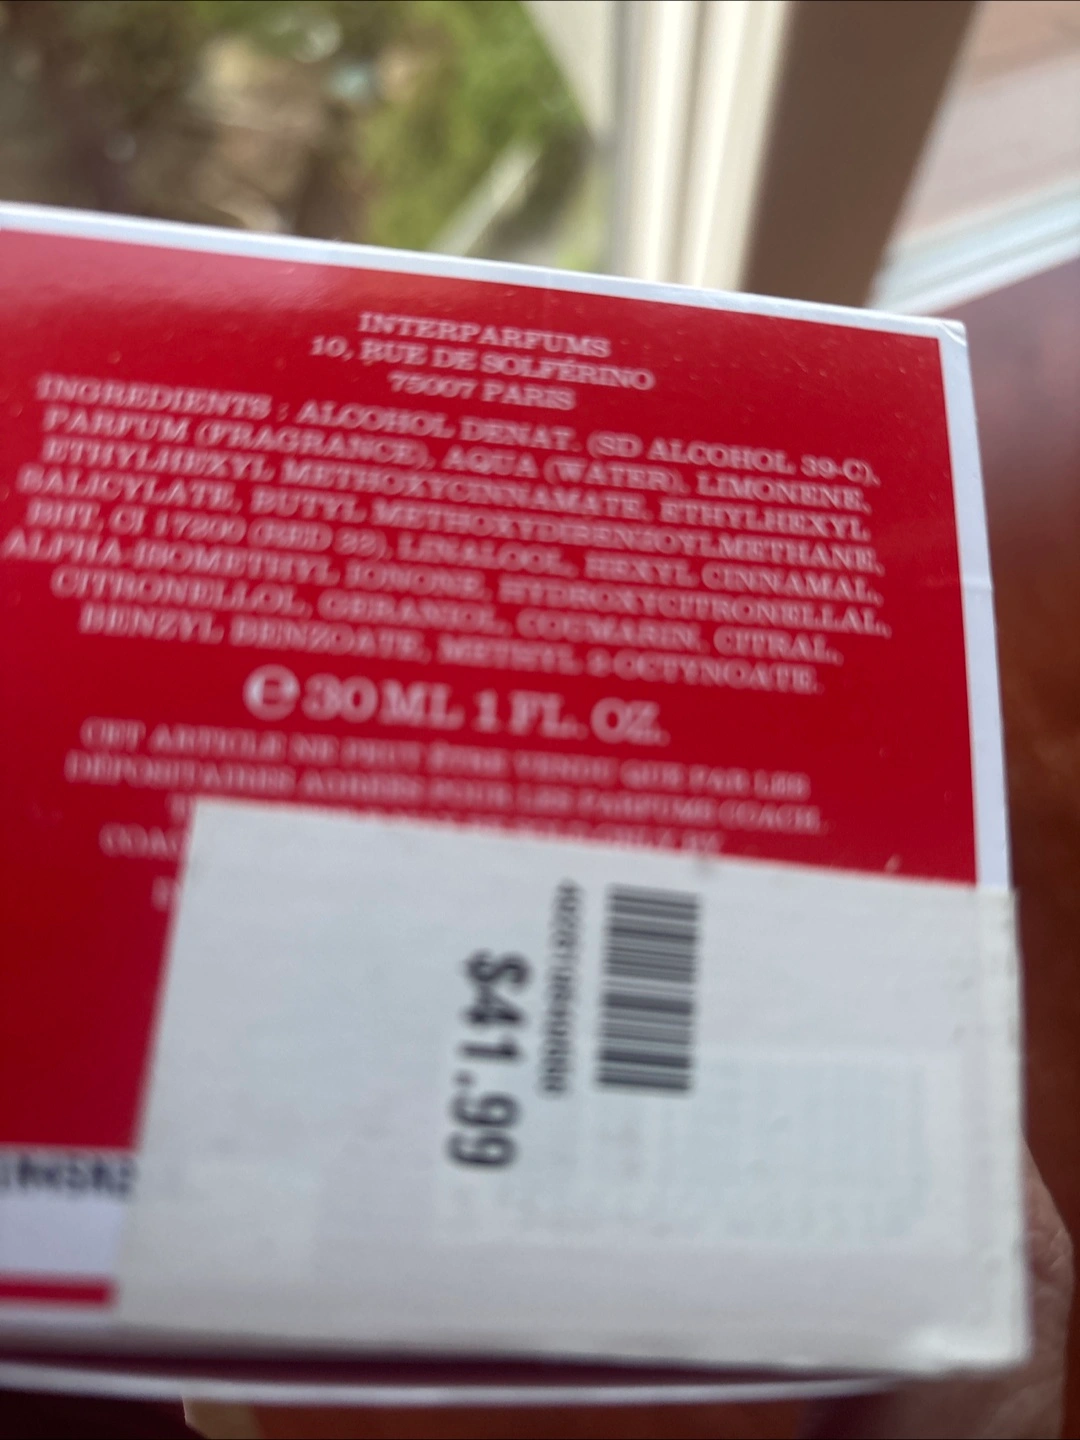 INTERPARFUMS
10, RUE DE SOLFÉRINO
75007 PARIS
INGREDIENTS : ALCOHOL DENAT. (SD ALCOHOL 39-C),
PARFUM (FRAGRANCE), AQUA (WATER), LIMONENE,
ETHYLHEXYL METHOXYCINNAMATE, ETHYLHEXYL
SALICYLATE, BUTYL METHOXYDIBENZOYLMETHANE,
BHT, CI 17200 (RED 33), LINALOOL, HEXYL CINNAMAL,
ALPHA-ISOMETHYL IONONE, HYDROXYCITRONELLAL,
CITRONELLOL, GERANIOL, COUMARIN, CITRAL,
BENZYL BENZOATE, METHYL 2-OCTYNOATE.
℮ 30 ML 1 FL. OZ.
CET ARTICLE NE PEUT ÊTRE VENDU QUE PAR LES
DÉPOSITAIRES AGRÉÉS POUR LES PARFUMS COACH.
ONLY BY
COAC
$41.99